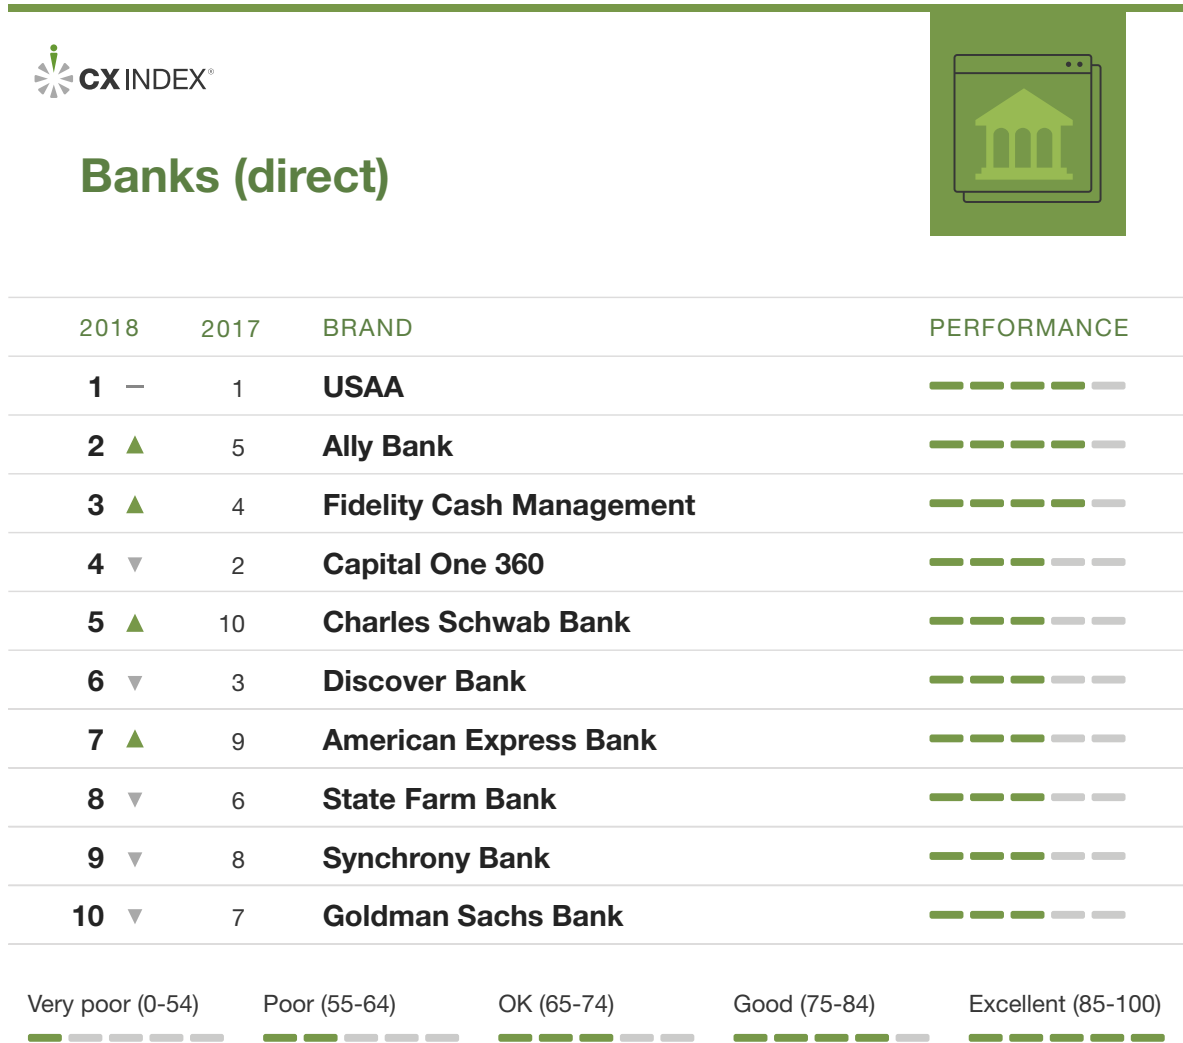 CX INDEX®
Banks (direct)
2018 2017 BRAND PERFORMANCE
1 – 1 USAA
2 ▲ 5 Ally Bank
3 ▲ 4 Fidelity Cash Management
4 ▼ 2 Capital One 360
5 ▲ 10 Charles Schwab Bank
6 ▼ 3 Discover Bank
7 ▲ 9 American Express Bank
8 ▼ 6 State Farm Bank
9 ▼ 8 Synchrony Bank
10 ▼ 7 Goldman Sachs Bank
Very poor (0-54) Poor (55-64) OK (65-74) Good (75-84) Excellent (85-100)